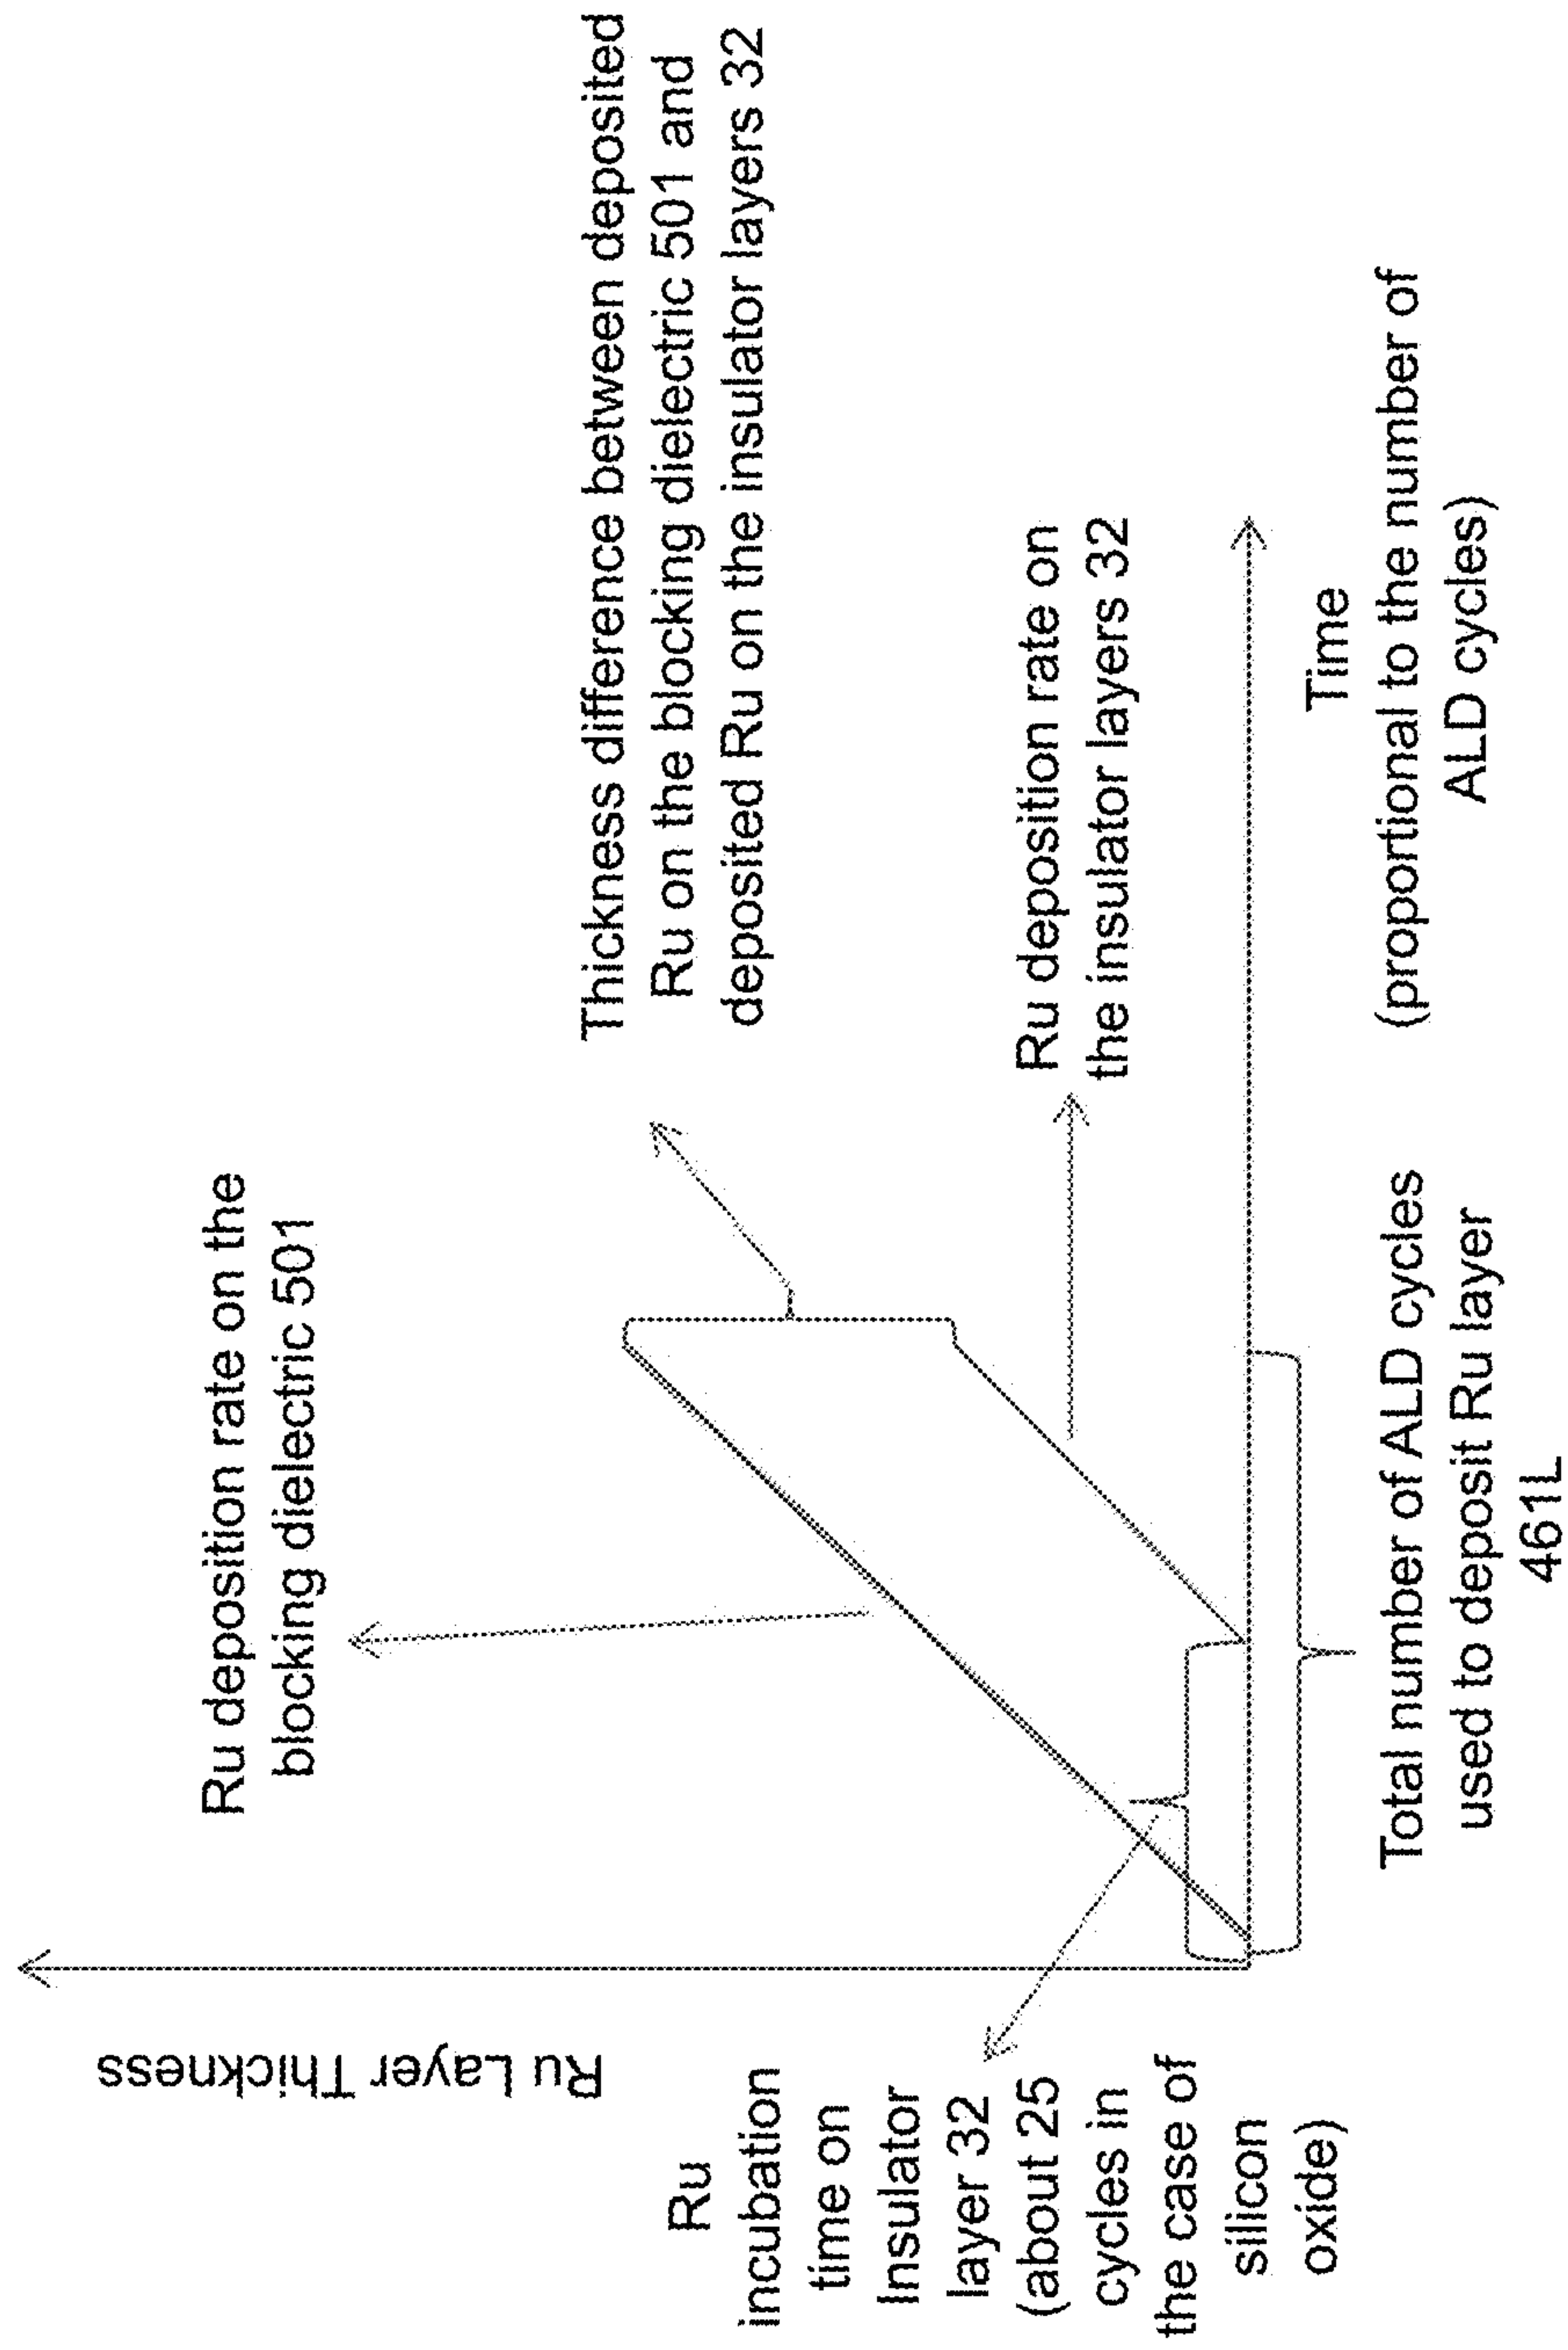 Ru Layer Thickness
Ru deposition rate on the
blocking dielectric 501
Thickness difference between deposited
Ru on the blocking dielectric 501 and
deposited Ru on the insulator layers 32
Ru
incubation
time on
Insulator
layer 32
(about 25
cycles in
the case of
silicon
oxide)
Ru deposition rate on
the insulator layers 32
Total number of ALD cycles
used to deposit Ru layer
461L
Time
(proportional to the number of
ALD cycles)